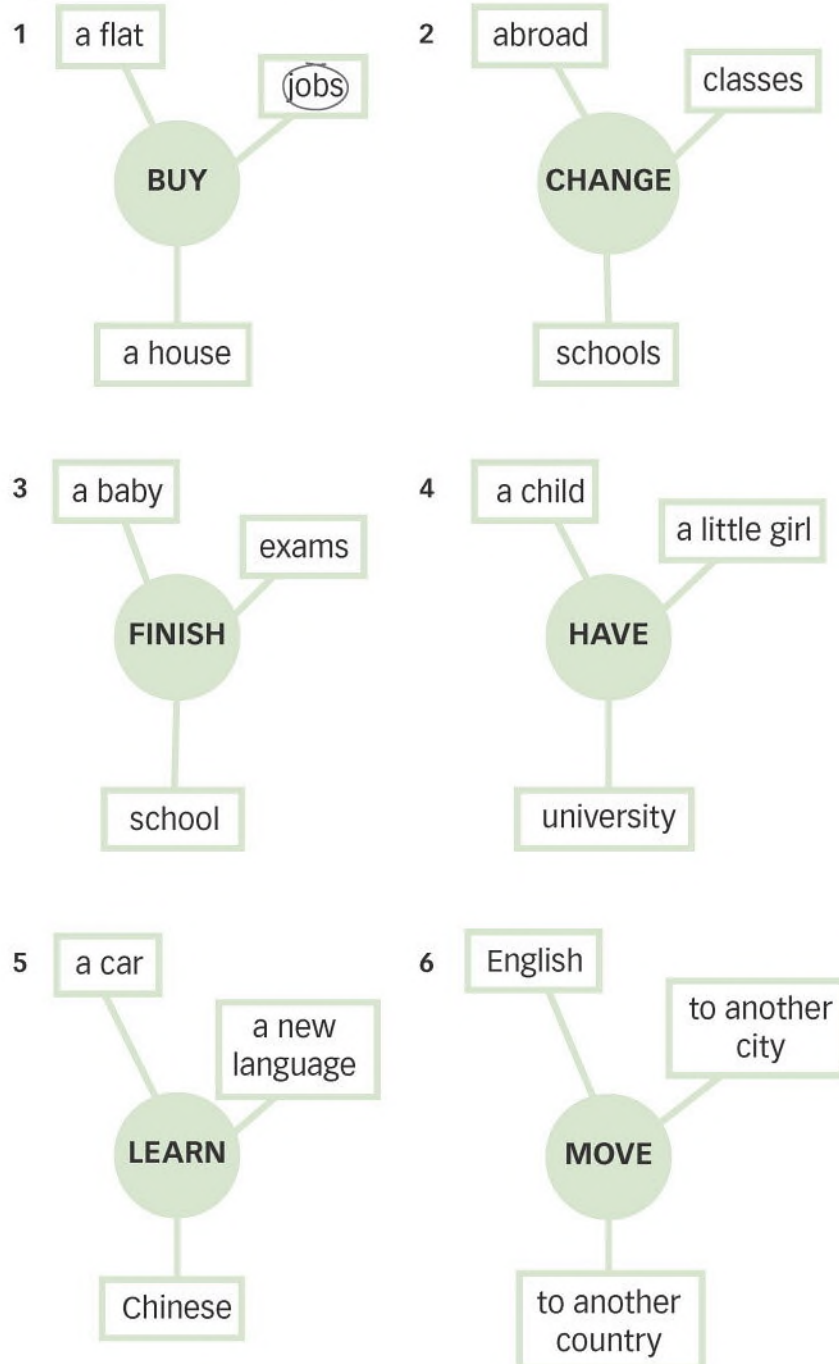 1
a flat
jobs
BUY
a house
2
abroad
classes
CHANGE
schools
3
a baby
exams
FINISH
school
4
a child
a little girl
HAVE
university
5
a car
a new
language
LEARN
Chinese
6
English
to another
city
MOVE
to another
country